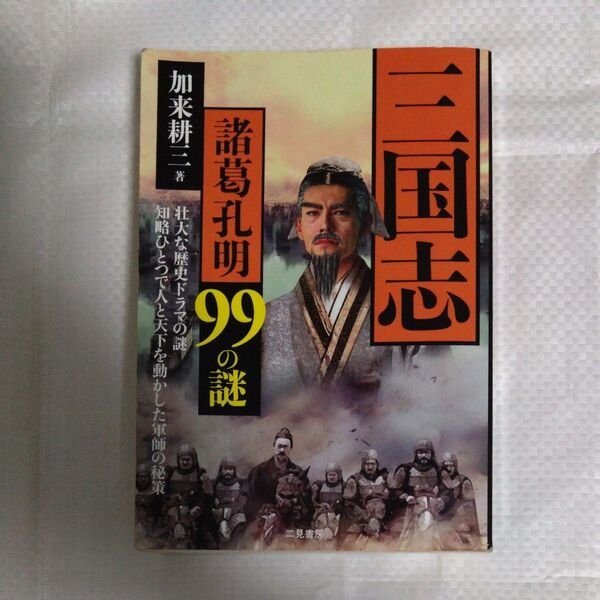 三国志
諸葛孔明
99の謎
加来耕三 著
壮大な歴史ドラマの謎
知略ひとつで人と天下を動かした軍師の秘策
二見書房